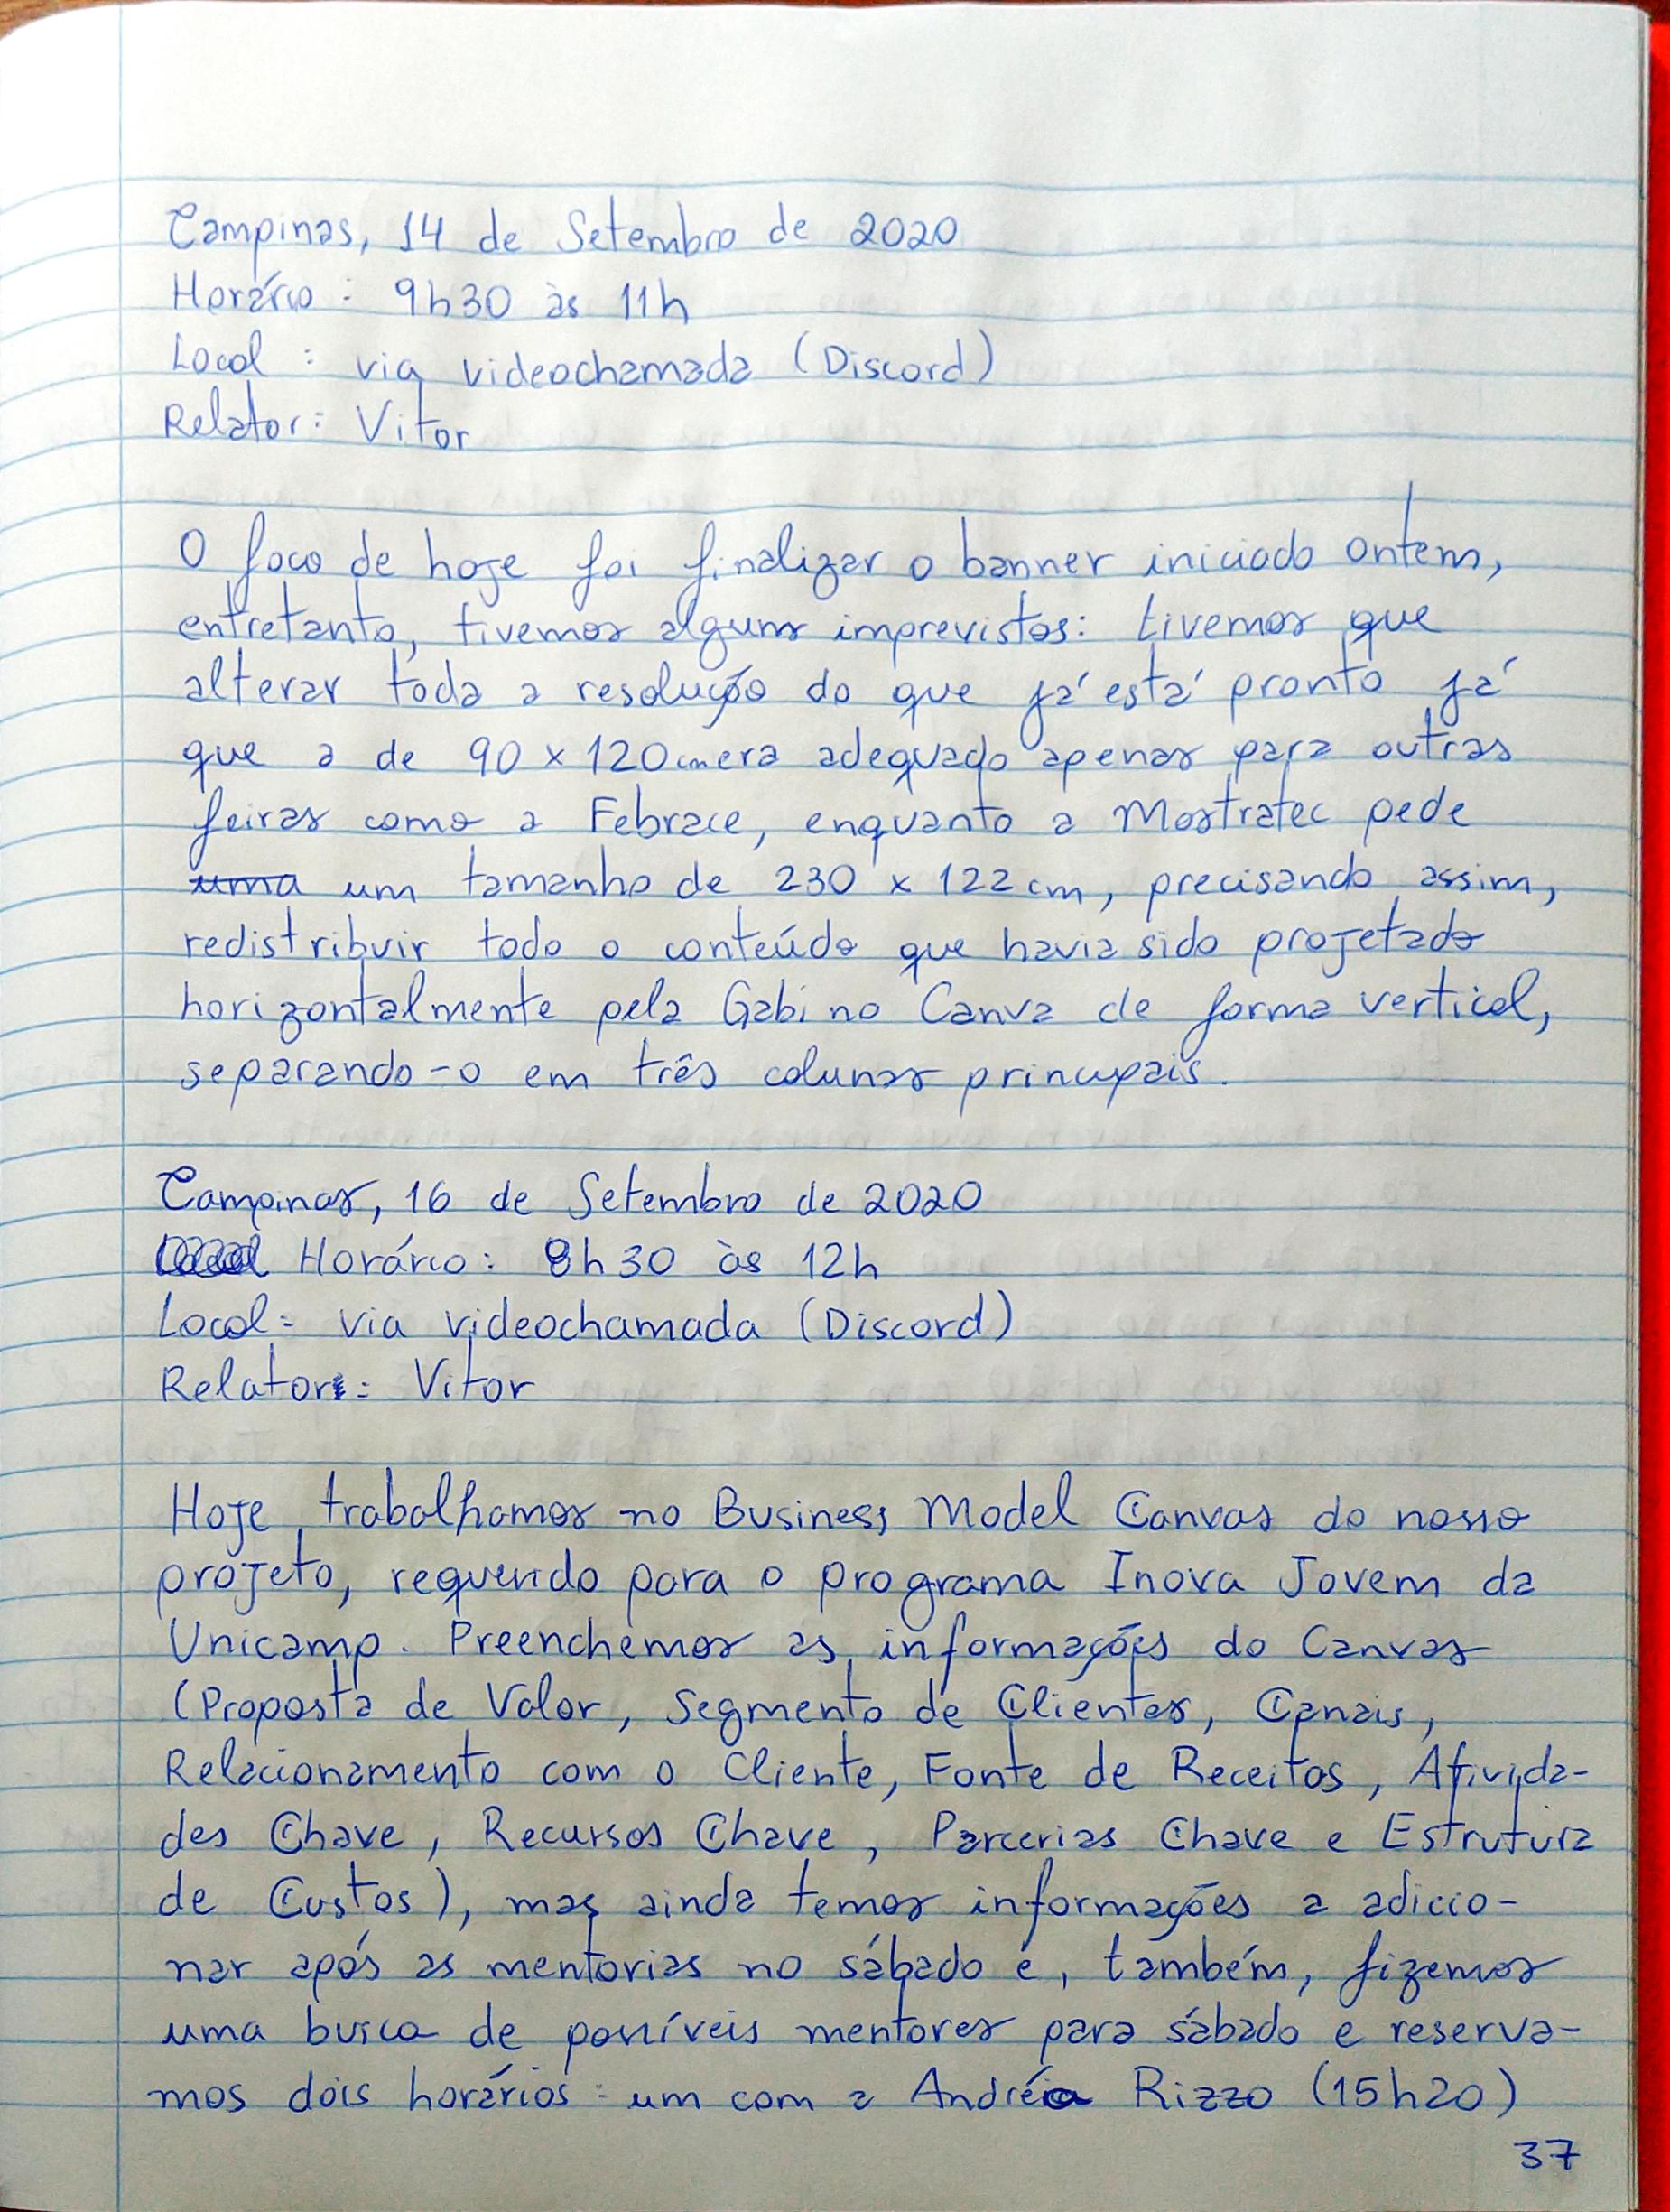 Campinas, 14 de Setembro de 2020
Horário: 9h30 às 11h
Local: via videochamada (Discord)
Relator: Vitor
O foco de hoje foi finalizar o banner iniciado ontem,
entretanto, tivemos alguns imprevistos: tivemos que
alterar toda a resolução do que já está pronto já
que a de 90 x 120cm era adequado apenas para outras
feiras como a Febrace, enquanto a Mostratec pede
uma um tamanho de 230 x 122 cm, precisando, assim,
redistribuir todo o conteúdo que havia sido projetado
horizontalmente pela Gabi no Canva de forma vertical,
separando-o em três colunas principais.
Campinas, 16 de Setembro de 2020
Horário: 8h30 às 12h
Local: via videochamada (Discord)
Relator: Vitor
Hoje, trabalhamos no Business Model Canvas do nosso
projeto, requerido para o programa Inova Jovem da
Unicamp. Preenchemos as informações do Canvas
(Proposta de Valor, Segmento de Clientes, Canais,
Relacionamento com o Cliente, Fonte de Receitas, Ativida-
des Chave, Recursos Chave, Parcerias Chave e Estrutura
de Custos), mas ainda temos informações a adicio-
nar após as mentorias no sábado e, também, fizemos
uma busca de possíveis mentores para sábado e reserva-
mos dois horários: um com a Andréia Rizzo (15h20)
37